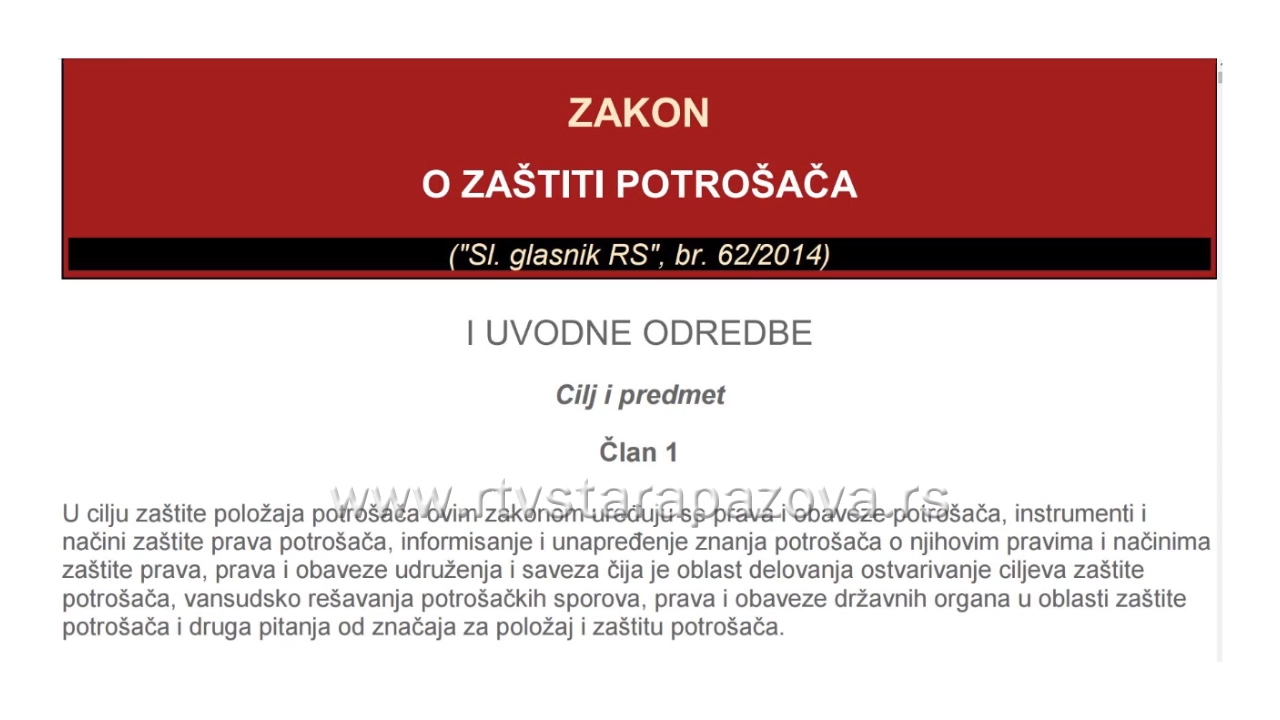 ZAKON
O ZAŠTITI POTROŠAČA
("Sl. glasnik RS", br. 62/2014)
I UVODNE ODREDBE
Cilj i predmet
Član 1
www.rtvstarapazova.rs
U cilju zaštite položaja potrošača ovim zakonom uređuju se prava i obaveze potrošača, instrumenti i
načini zaštite prava potrošača, informisanje i unapređenje znanja potrošača o njihovim pravima i načinima
zaštite prava, prava i obaveze udruženja i saveza čija je oblast delovanja ostvarivanje ciljeva zaštite
potrošača, vansudsko rešavanja potrošačkih sporova, prava i obaveze državnih organa u oblasti zaštite
potrošača i druga pitanja od značaja za položaj i zaštitu potrošača.